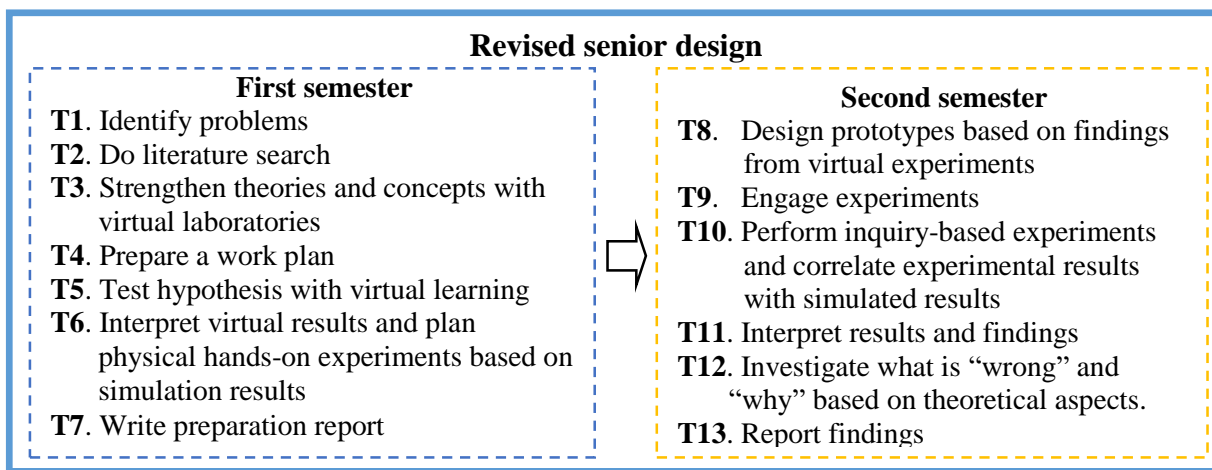 Revised senior design
First semester
T1. Identify problems
T2. Do literature search
T3. Strengthen theories and concepts with
virtual laboratories
T4. Prepare a work plan
T5. Test hypothesis with virtual learning
T6. Interpret virtual results and plan
physical hands-on experiments based on
simulation results
T7. Write preparation report
Second semester
T8. Design prototypes based on findings
from virtual experiments
T9. Engage experiments
T10. Perform inquiry-based experiments
and correlate experimental results
with simulated results
T11. Interpret results and findings
T12. Investigate what is “wrong” and
“why” based on theoretical aspects.
T13. Report findings